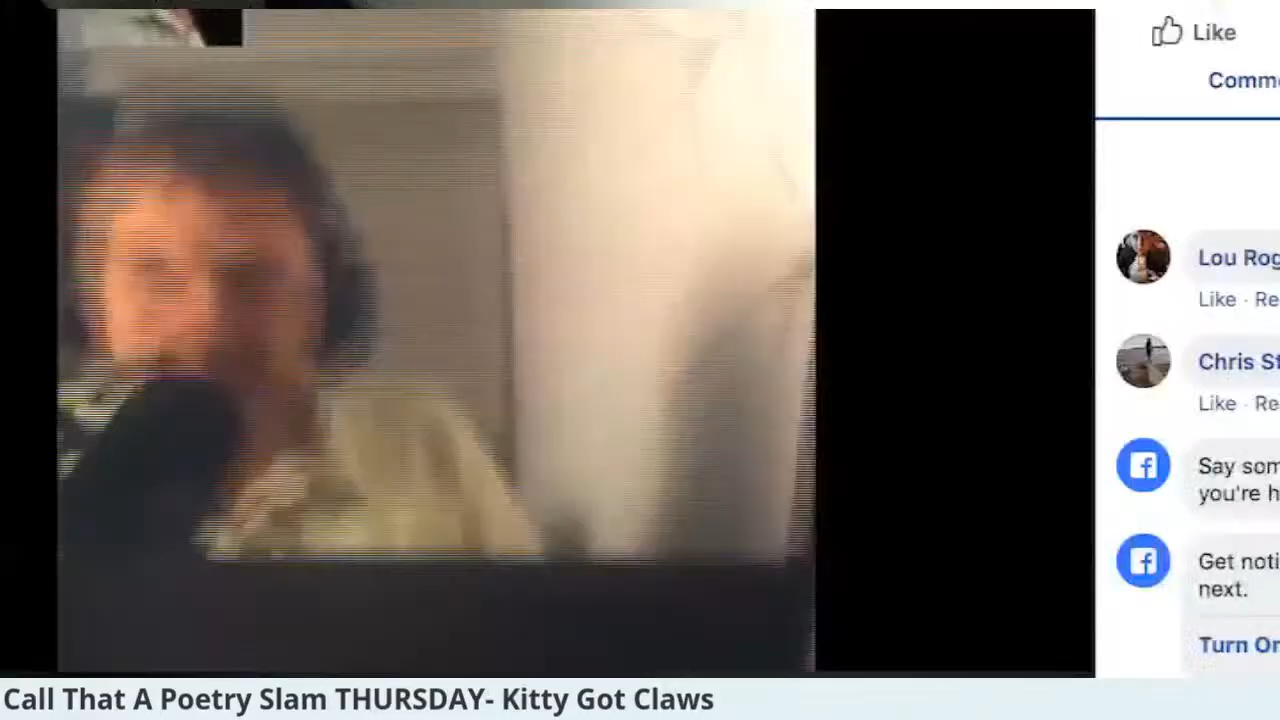 Like
Comme
Lou Rog
Like · Re
Chris St
Like · Re
Say som
you're h
Get noti
next.
Turn On
Call That A Poetry Slam THURSDAY- Kitty Got Claws